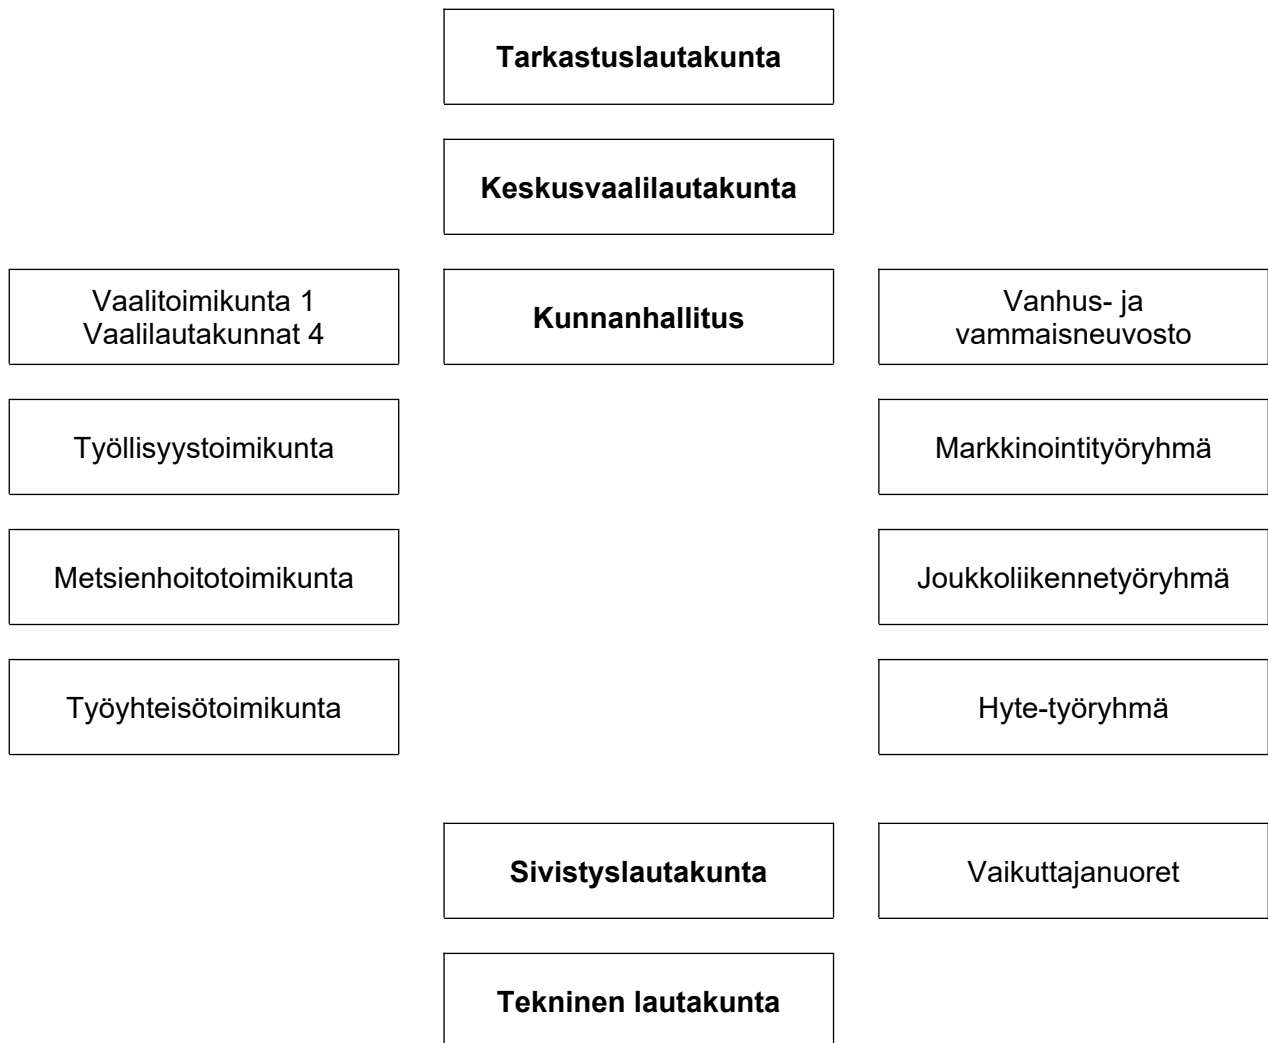 Tarkastuslautakunta
Keskusvaalilautakunta
Vaalitoimikunta 1
Vaalilautakunnat 4
Kunnanhallitus
Vanhus- ja
vammaisneuvosto
Työllisyystoimikunta
Markkinointityöryhmä
Metsienhoitotoimikunta
Joukkoliikennetyöryhmä
Työyhteisötoimikunta
Hyte-työryhmä
Sivistyslautakunta
Vaikuttajanuoret
Tekninen lautakunta